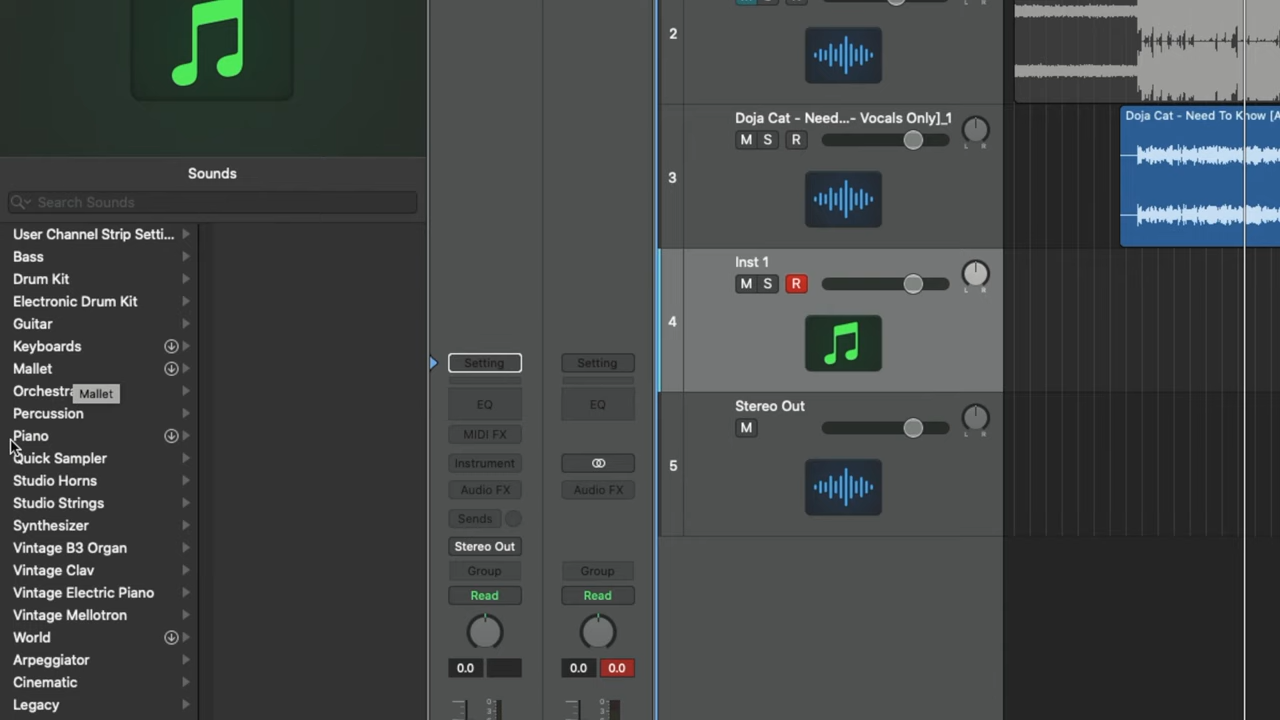 Sounds
Search Sounds
User Channel Strip Setti...
Bass
Drum Kit
Electronic Drum Kit
Guitar
Keyboards
Mallet
Orchestra
Mallet
Percussion
Piano
Quick Sampler
Studio Horns
Studio Strings
Synthesizer
Vintage B3 Organ
Vintage Clav
Vintage Electric Piano
Vintage Mellotron
World
Arpeggiator
Cinematic
Legacy
Setting
EQ
MIDI FX
Instrument
Audio FX
Sends
Stereo Out
Group
Read
0.0
Setting
EQ
Audio FX
Group
Read
0.0 0.0
2
3
Doja Cat - Need...- Vocals Only]_1
M S R
L R
4
Inst 1
M S R
L R
5
Stereo Out
M
L R
Doja Cat - Need To Know [A